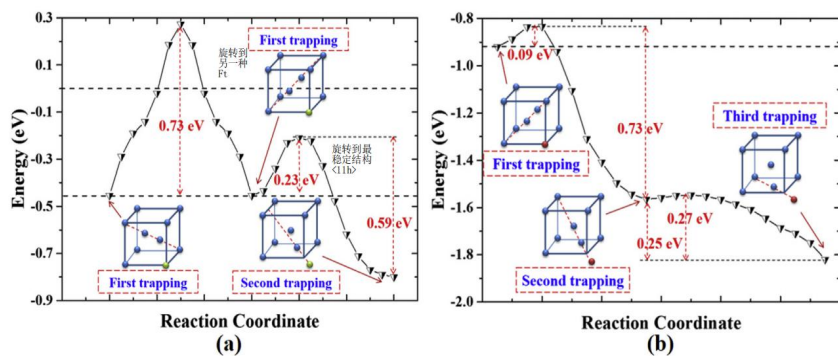 0.3
0.1
-0.1
-0.3
-0.5
-0.7
-0.9
Energy (eV)
旋转到
另一种
Ft
First trapping
0.73 eV
旋转到最
稳定结构
<11h>
0.23 eV
0.59 eV
First trapping
Second trapping
Reaction Coordinate
(a)
-0.8
-1.0
-1.2
-1.4
-1.6
-1.8
-2.0
Energy (eV)
0.09 eV
0.73 eV
First trapping
Third trapping
0.27 eV
0.25 eV
Second trapping
Reaction Coordinate
(b)